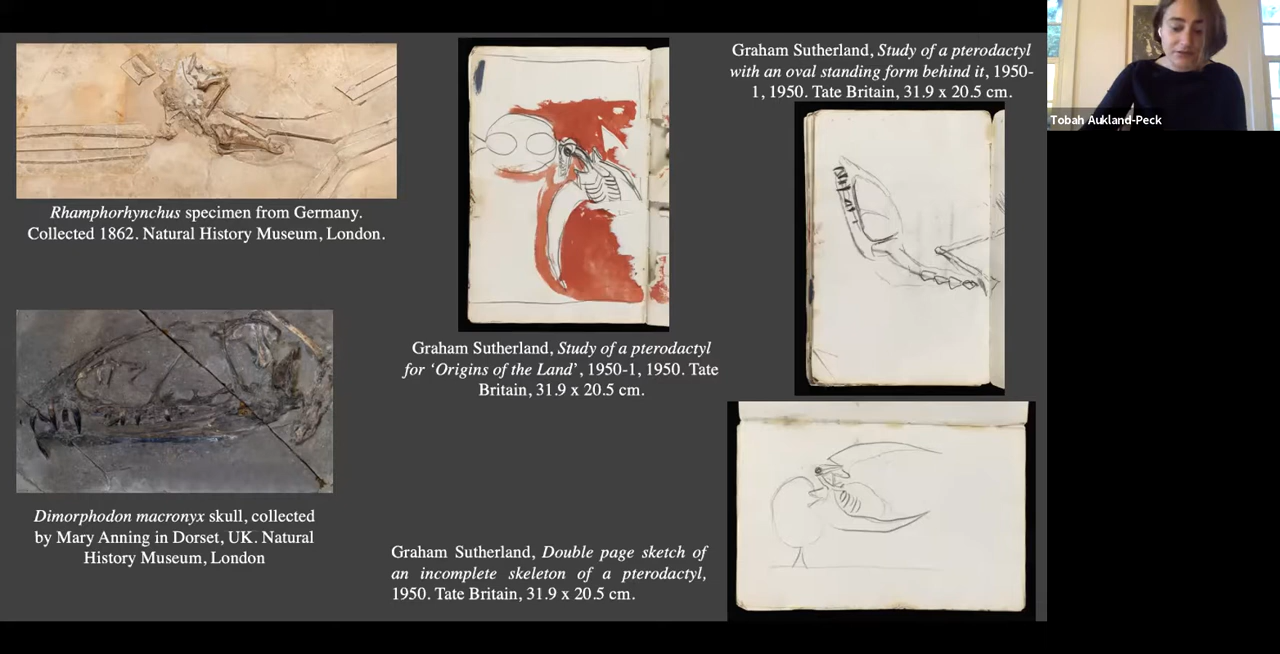 Rhamphorhynchus specimen from Germany.
Collected 1862. Natural History Museum, London.
Dimorphodon macronyx skull, collected
by Mary Anning in Dorset, UK. Natural
History Museum, London
Graham Sutherland, Study of a pterodactyl
for ‘Origins of the Land’, 1950-1, 1950. Tate
Britain, 31.9 x 20.5 cm.
Graham Sutherland, Double page sketch of
an incomplete skeleton of a pterodactyl,
1950. Tate Britain, 31.9 x 20.5 cm.
Graham Sutherland, Study of a pterodactyl
with an oval standing form behind it, 1950-
1, 1950. Tate Britain, 31.9 x 20.5 cm.
Tobah Aukland-Peck